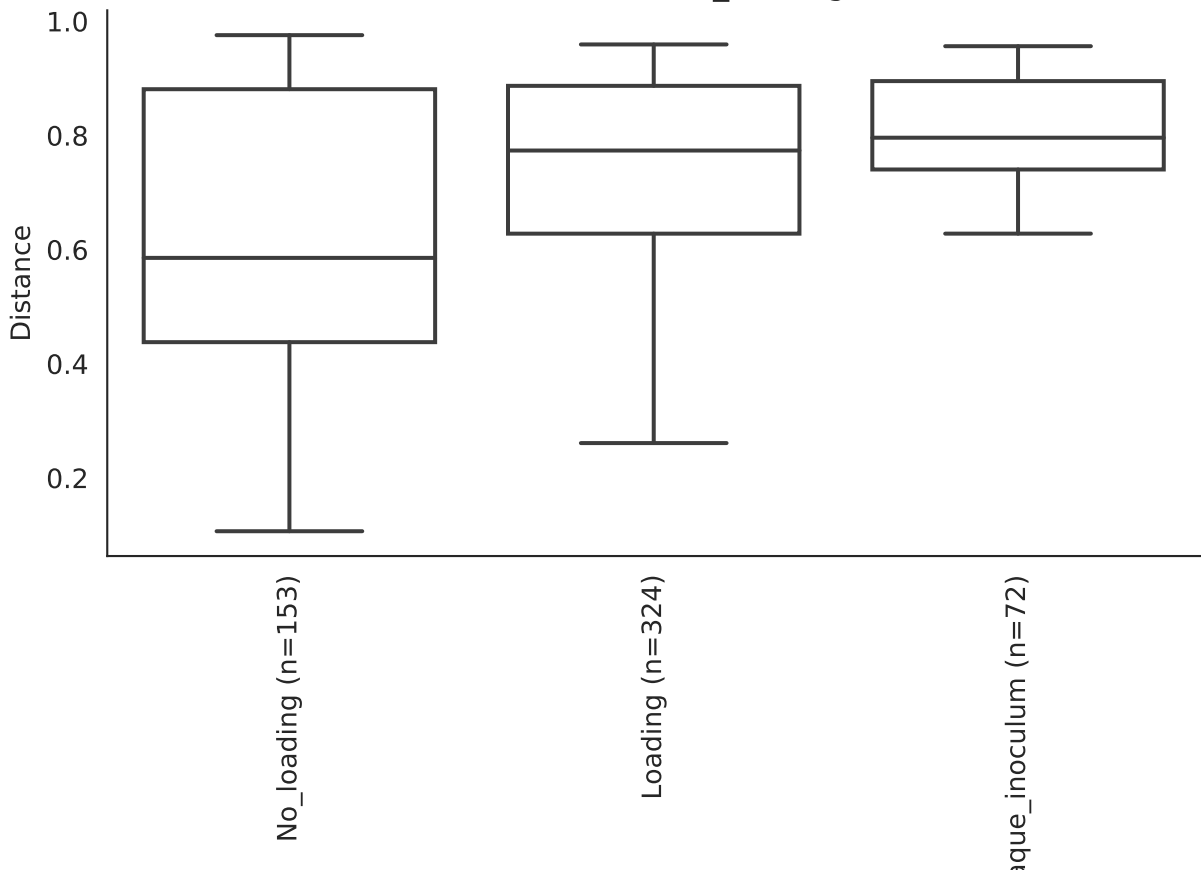 1.0
0.8
0.6
0.4
0.2
Distance
No_loading (n=153)
Loading (n=324)
aque_inoculum (n=72)